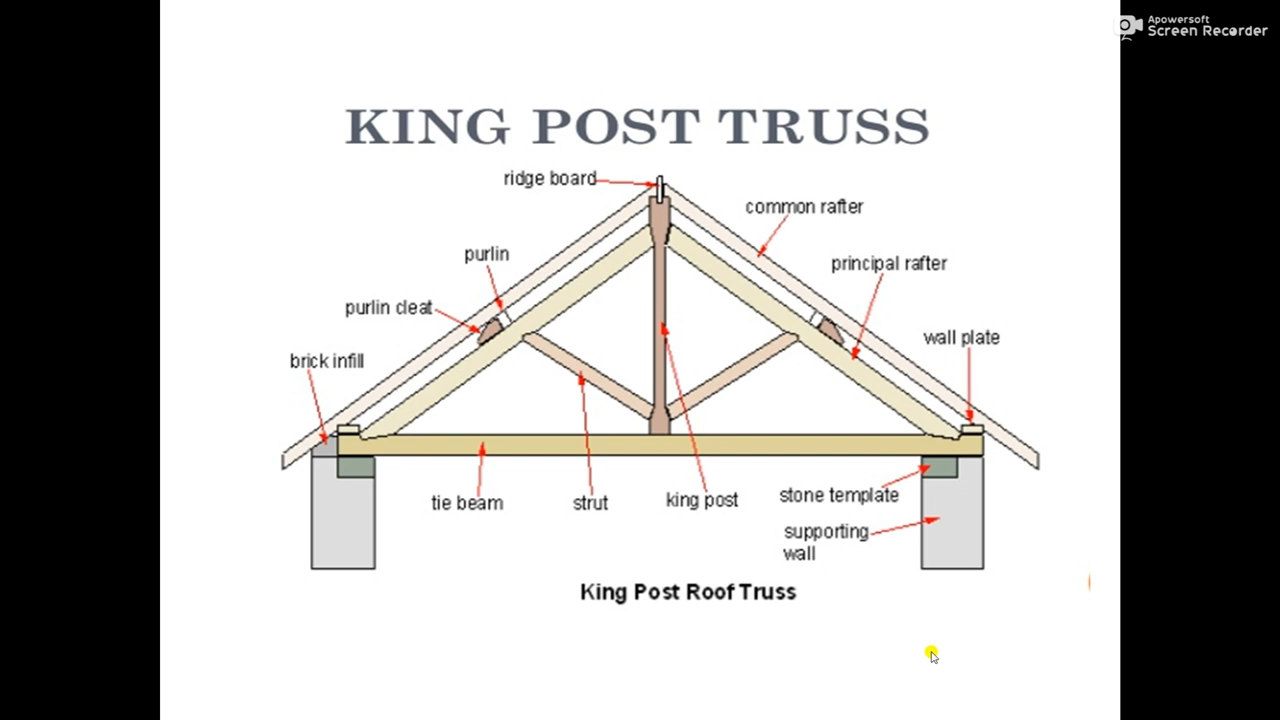 Apowersoft
Screen Recorder
KING POST TRUSS
ridge board
common rafter
purlin
principal rafter
purlin cleat
wall plate
brick infill
tie beam
strut
king post
stone template
supporting
wall
King Post Roof Truss